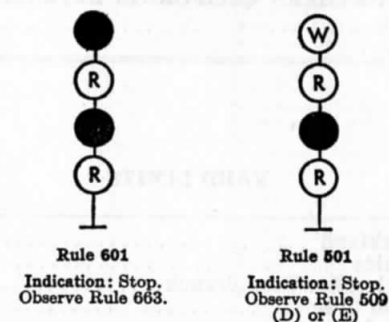 W
R R
R R
Rule 601 Rule 501
Indication: Stop. Indication: Stop.
Observe Rule 663. Observe Rule 509
(D) or (E)